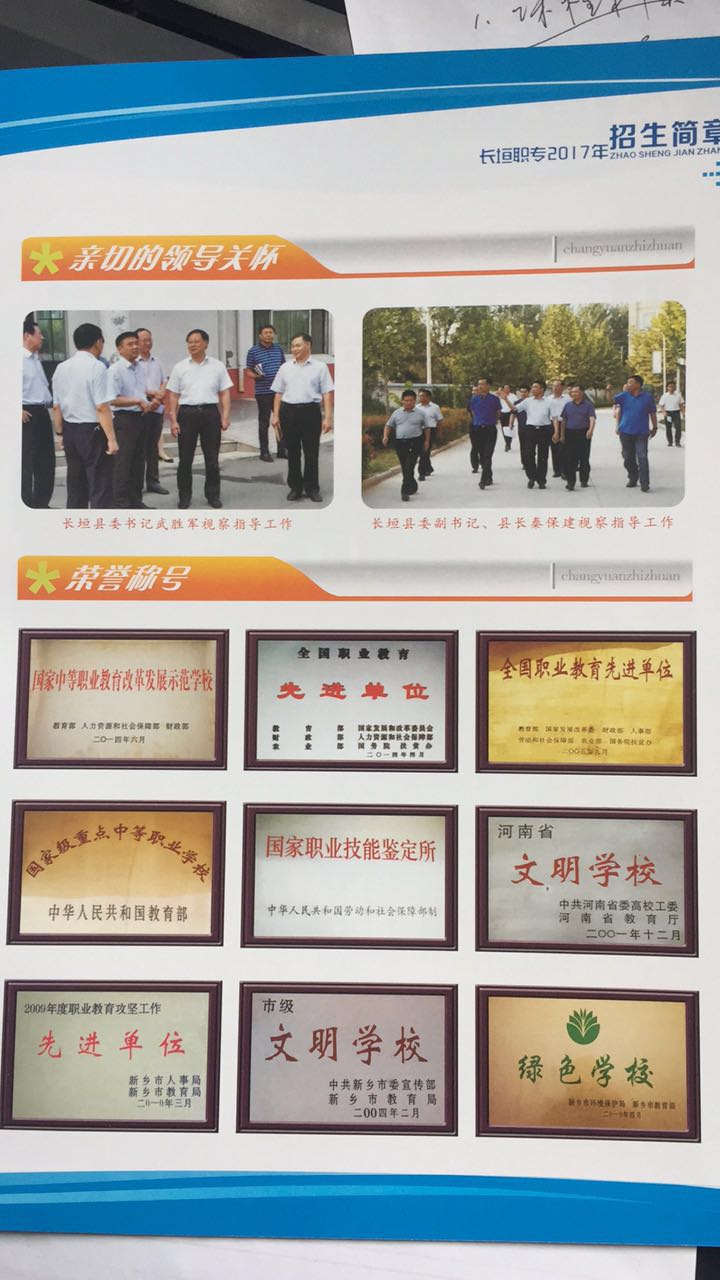 长垣职专2017年招生简章
ZHAO SHENG JIAN ZHAN
亲切的领导关怀
changyuanzhizhuan
长垣县委书记武胜军视察指导工作
长垣县委副书记、县长秦保建视察指导工作
荣誉称号
changyuanzhizhuan
国家中等职业教育改革发展示范学校
教育部 人力资源和社会保障部 财政部
二〇一四年六月
全国职业教育
先进单位
教育部 国家发展和改革委员会
财政部 人力资源和社会保障部
农业部 国务院扶贫办
二〇一四年四月
全国职业教育先进单位
教育部 国家发展改革委 财政部 人事部
劳动和社会保障部 农业部 国务院扶贫办
国家级重点中等职业学校
中华人民共和国教育部
国家职业技能鉴定所
中华人民共和国劳动和社会保障部制
河南省
文明学校
中共河南省委高校工委
河南省教育厅
二〇〇一年十二月
2009年度职业教育攻坚工作
先进单位
新乡市人事局
新乡市教育局
二〇一〇年三月
市级
文明学校
中共新乡市委宣传部
新乡市教育局
二00四年二月
绿色学校
新乡市环境保护局 新乡市教育局